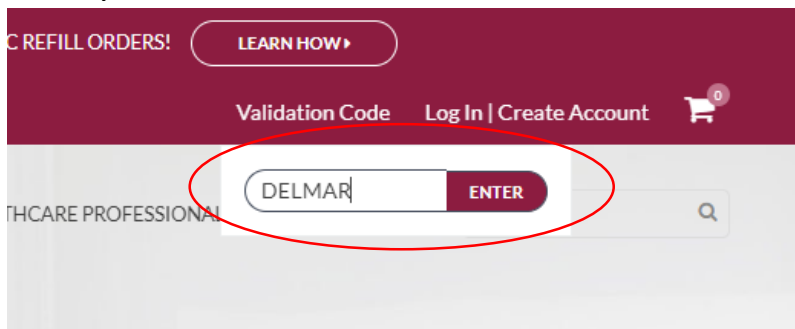 C REFILL ORDERS! LEARN HOW
Validation Code Log In | Create Account 0
DELMAR ENTER
THCARE PROFESSIONAL